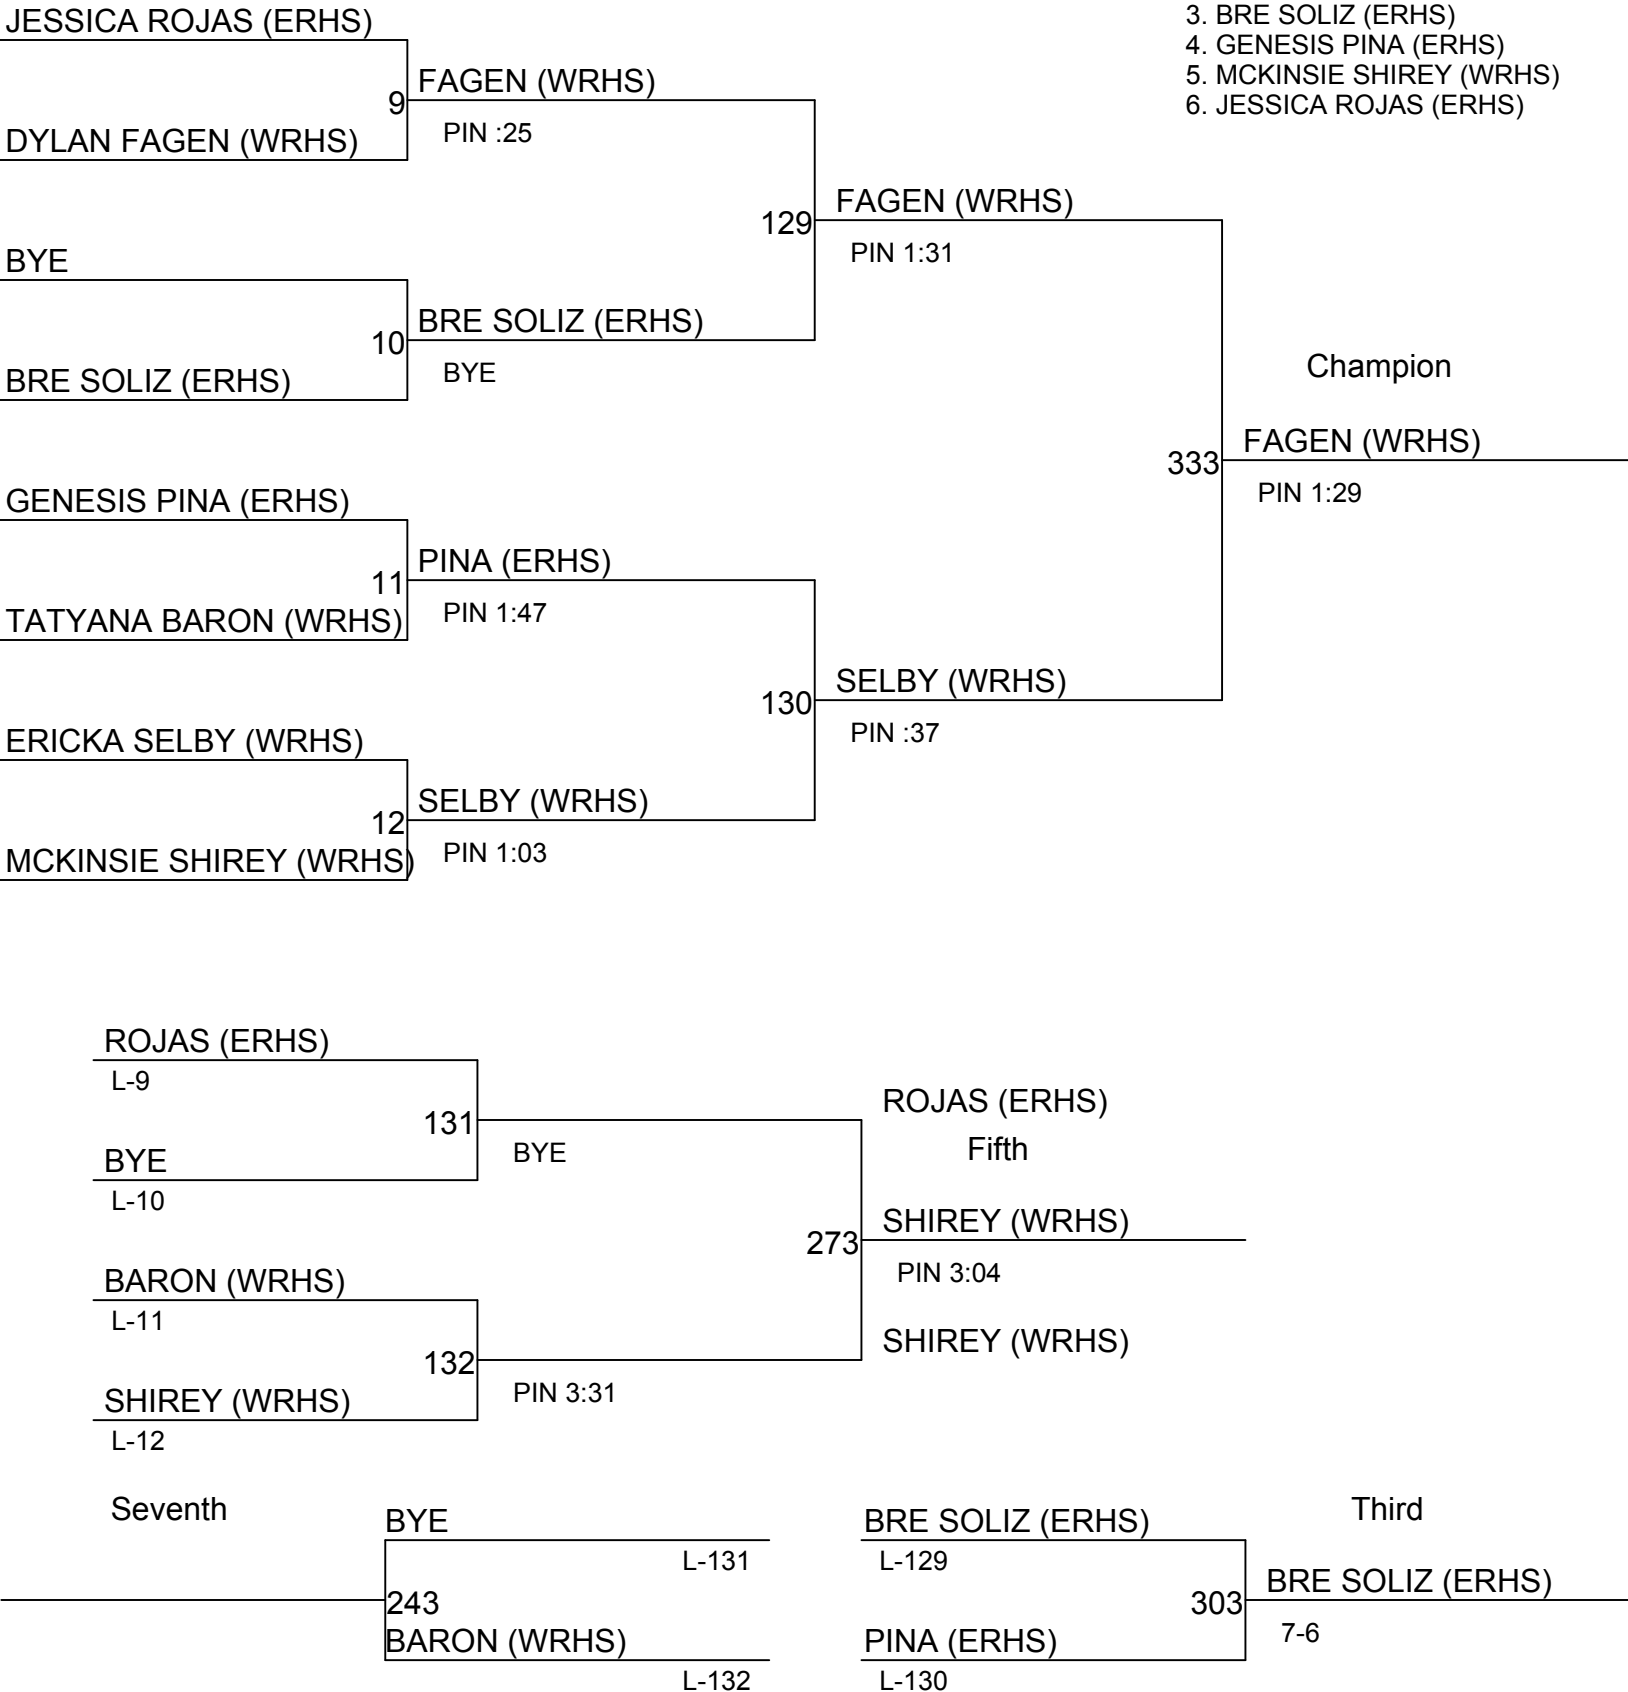 3. BRE SOLIZ (ERHS)
4. GENESIS PINA (ERHS)
5. MCKINSIE SHIREY (WRHS)
6. JESSICA ROJAS (ERHS)
JESSICA ROJAS (ERHS)
9
FAGEN (WRHS)
PIN :25
DYLAN FAGEN (WRHS)
129
FAGEN (WRHS)
PIN 1:31
BYE
10
BRE SOLIZ (ERHS)
BYE
BRE SOLIZ (ERHS)
Champion
333
FAGEN (WRHS)
PIN 1:29
GENESIS PINA (ERHS)
11
PINA (ERHS)
PIN 1:47
TATYANA BARON (WRHS)
130
SELBY (WRHS)
PIN :37
ERICKA SELBY (WRHS)
12
SELBY (WRHS)
PIN 1:03
MCKINSIE SHIREY (WRHS)
ROJAS (ERHS)
L-9
131
BYE
BYE
L-10
ROJAS (ERHS)
Fifth
273
SHIREY (WRHS)
PIN 3:04
BARON (WRHS)
L-11
132
PIN 3:31
SHIREY (WRHS)
SHIREY (WRHS)
L-12
Seventh
BYE
L-131
243
BARON (WRHS)
L-132
BRE SOLIZ (ERHS)
L-129
Third
303
BRE SOLIZ (ERHS)
7-6
PINA (ERHS)
L-130